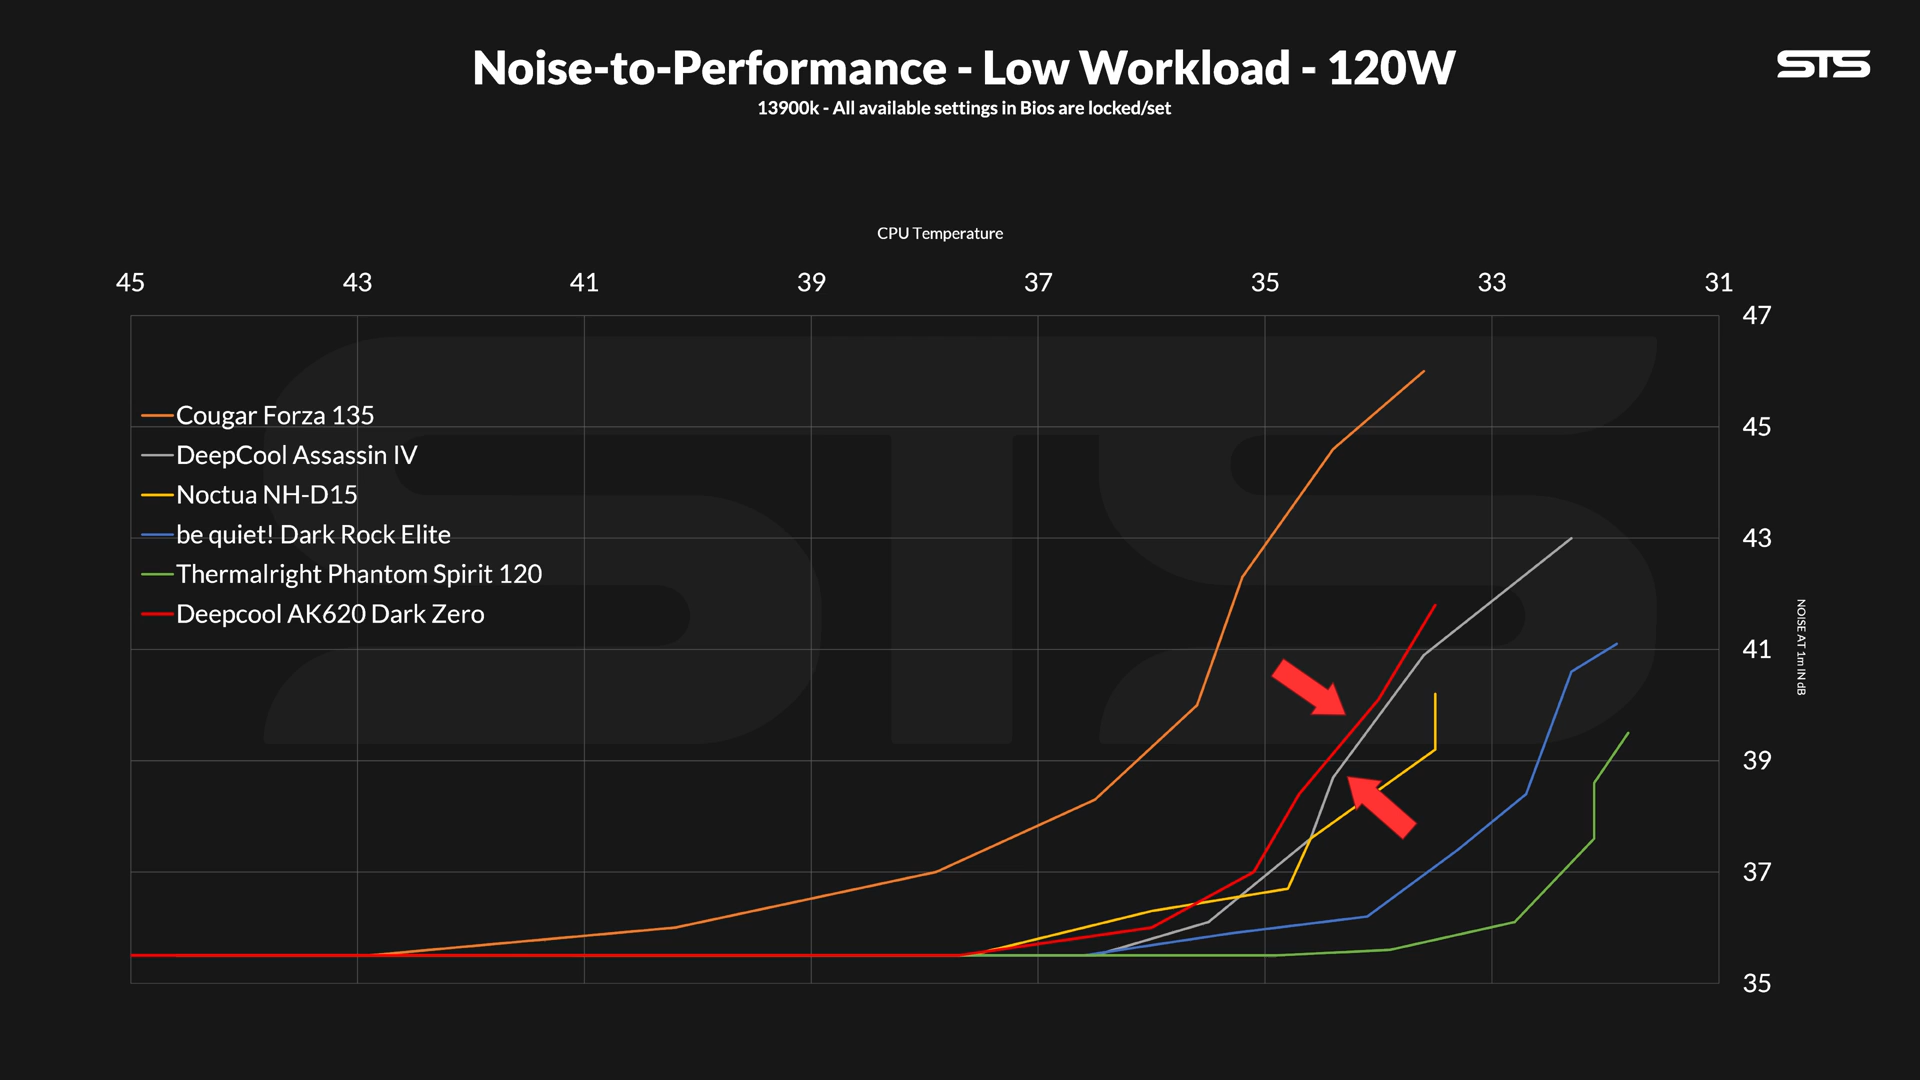 Noise-to-Performance - Low Workload - 120W
STS
13900k - All available settings in Bios are locked/set
CPU Temperature
45 43 41 39 37 35 33 31
47
45
43
41
39
37
35
Cougar Forza 135
DeepCool Assassin IV
Noctua NH-D15
be quiet! Dark Rock Elite
Thermalright Phantom Spirit 120
Deepcool AK620 Dark Zero
NOISE AT 1m IN dB
STS